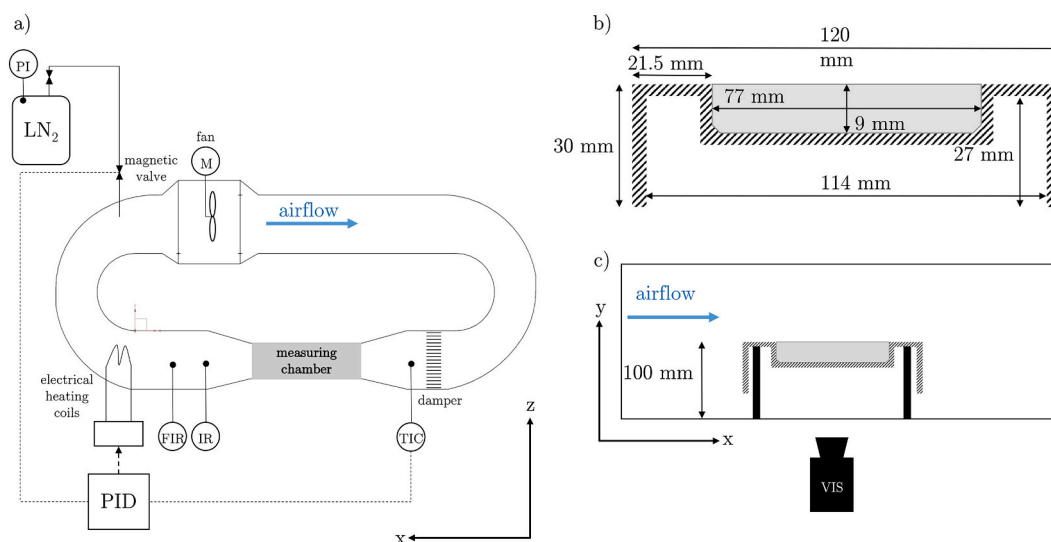 a)
PI
LN₂
magnetic
valve
fan
M
airflow
measuring
chamber
electrical
heating
coils
damper
FIR
IR
TIC
PID
z
x
b)
120
mm
21.5 mm
77 mm
9 mm
30 mm
27 mm
114 mm
c)
airflow
y
100 mm
x
VIS